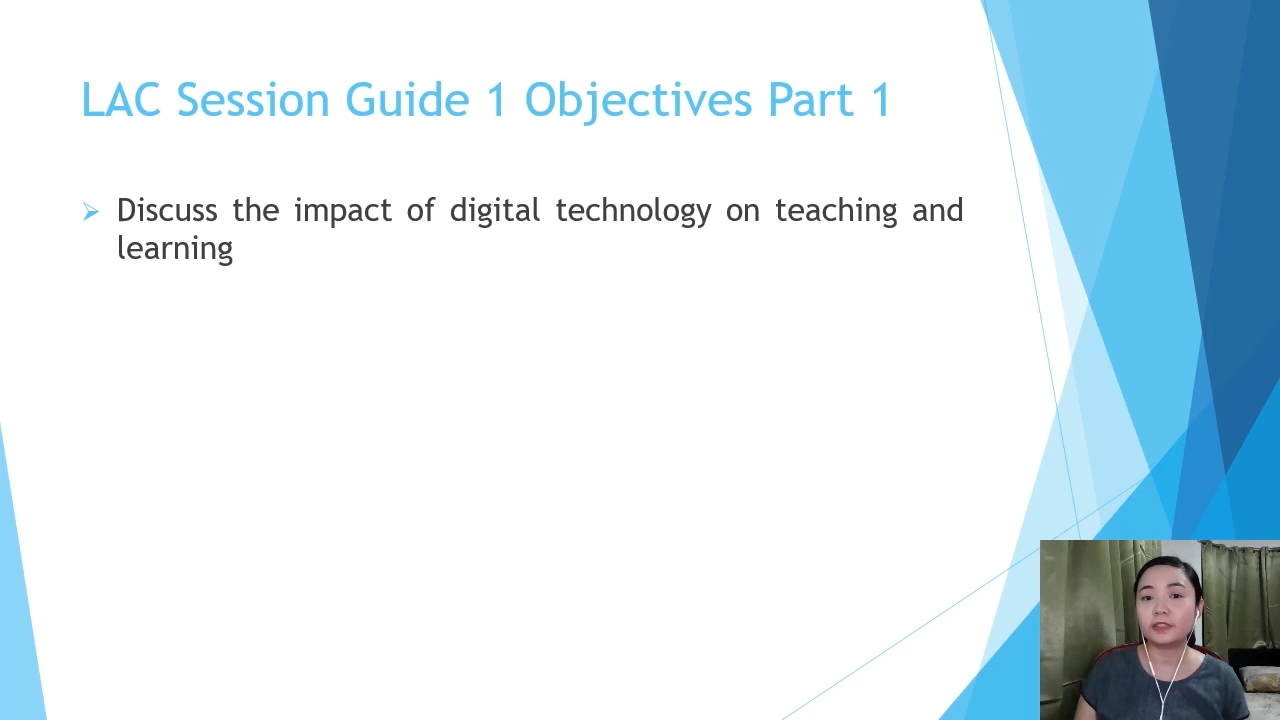 LAC Session Guide 1 Objectives Part 1
Discuss the impact of digital technology on teaching and
learning